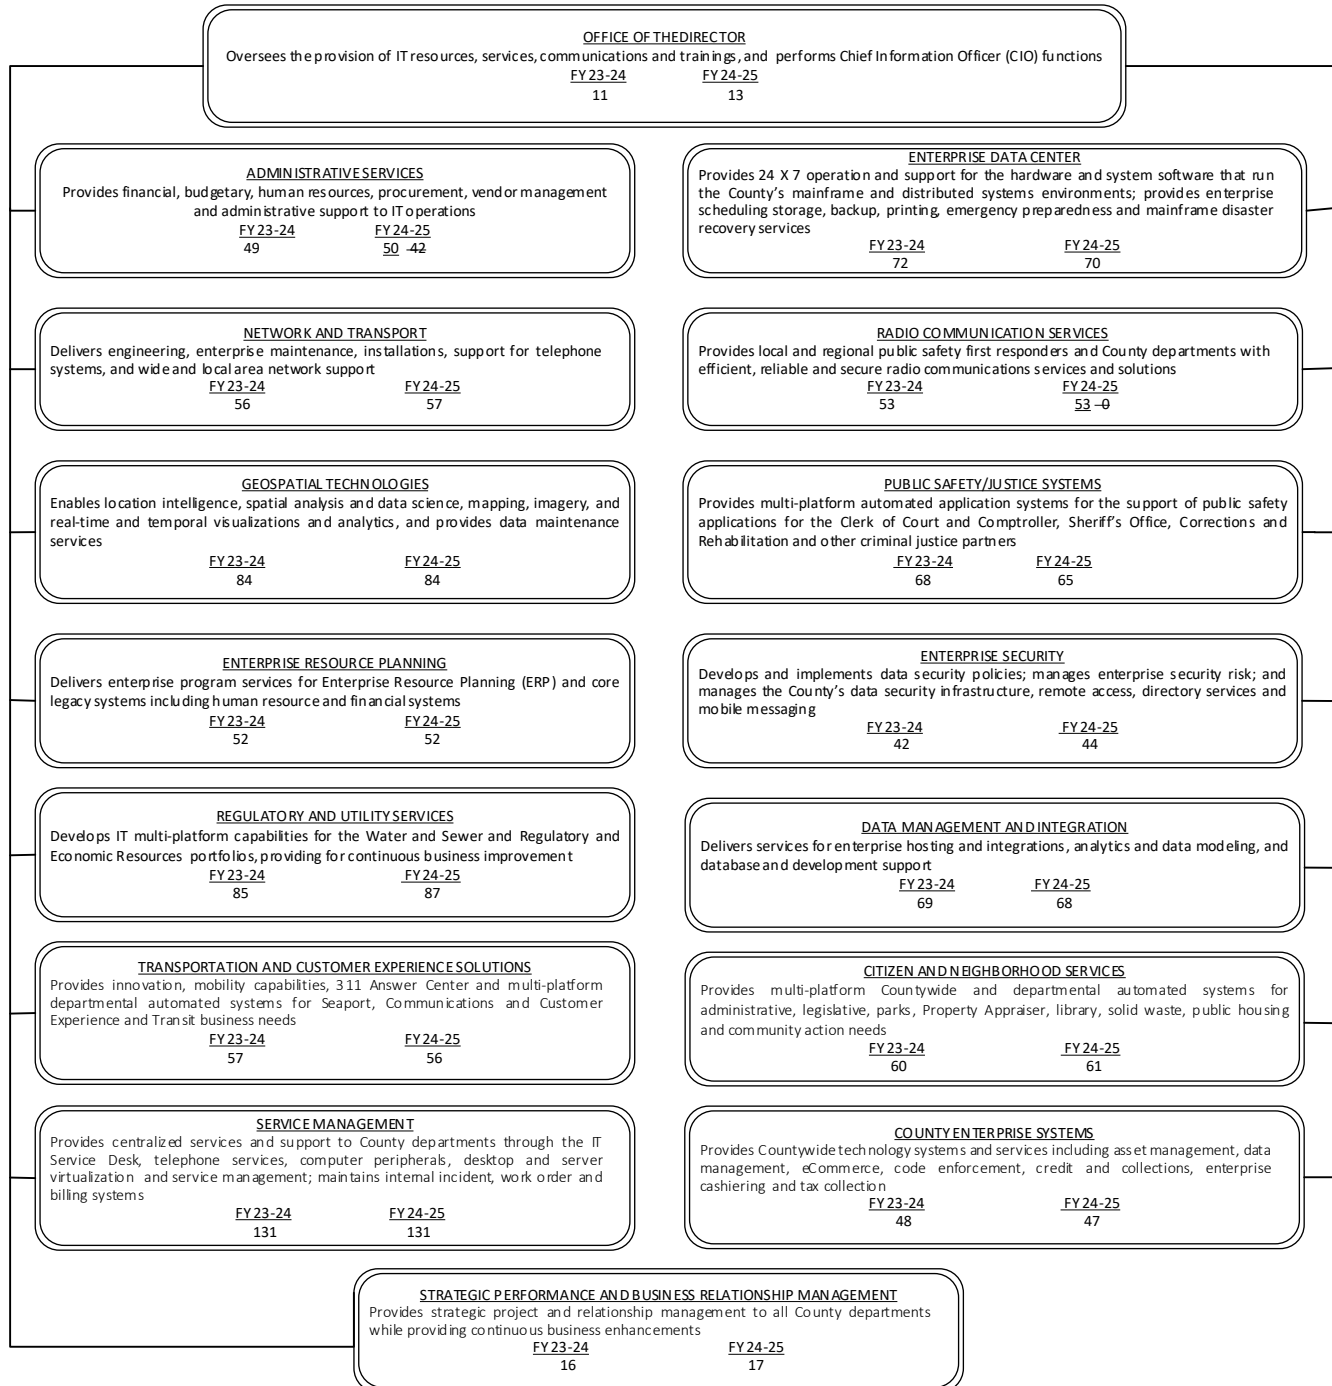 OFFICE OF THE DIRECTOR
Oversees the provision of IT resources, services, communications and trainings, and performs Chief Information Officer (CIO) functions
FY 23-24 FY 24-25
11 13
ADMINISTRATIVE SERVICES
Provides financial, budgetary, human resources, procurement, vendor management
and administrative support to IT operations
FY 23-24 FY 24-25
49 50 42
ENTERPRISE DATA CENTER
Provides 24 X 7 operation and support for the hardware and system software that run
the County’s mainframe and distributed systems environments; provides enterprise
scheduling storage, backup, printing, emergency preparedness and mainframe disaster
recovery services
FY 23-24 FY 24-25
72 70
NETWORK AND TRANSPORT
Delivers engineering, enterprise maintenance, installations, support for telephone
systems, and wide and local area network support
FY 23-24 FY 24-25
56 57
RADIO COMMUNICATION SERVICES
Provides local and regional public safety first responders and County departments with
efficient, reliable and secure radio communications services and solutions
FY 23-24 FY 24-25
53 53 0
GEOSPATIAL TECHNOLOGIES
Enables location intelligence, spatial analysis and data science, mapping, imagery, and
real-time and temporal visualizations and analytics, and provides data maintenance
services
FY 23-24 FY 24-25
84 84
PUBLIC SAFETY/JUSTICE SYSTEMS
Provides multi-platform automated application systems for the support of public safety
applications for the Clerk of Court and Comptroller, Sheriff’s Office, Corrections and
Rehabilitation and other criminal justice partners
FY 23-24 FY 24-25
68 65
ENTERPRISE RESOURCE PLANNING
Delivers enterprise program services for Enterprise Resource Planning (ERP) and core
legacy systems including human resource and financial systems
FY 23-24 FY 24-25
52 52
ENTERPRISE SECURITY
Develops and implements data security policies; manages enterprise security risk; and
manages the County’s data security infrastructure, remote access, directory services and
mobile messaging
FY 23-24 FY 24-25
42 44
REGULATORY AND UTILITY SERVICES
Develops IT multi-platform capabilities for the Water and Sewer and Regulatory and
Economic Resources portfolios, providing for continuous business improvement
FY 23-24 FY 24-25
85 87
DATA MANAGEMENT AND INTEGRATION
Delivers services for enterprise hosting and integrations, analytics and data modeling, and
database and development support
FY 23-24 FY 24-25
69 68
TRANSPORTATION AND CUSTOMER EXPERIENCE SOLUTIONS
Provides innovation, mobility capabilities, 311 Answer Center and multi-platform
departmental automated systems for Seaport, Communications and Customer
Experience and Transit business needs
FY 23-24 FY 24-25
57 56
CITIZEN AND NEIGHBORHOOD SERVICES
Provides multi-platform Countywide and departmental automated systems for
administrative, legislative, parks, Property Appraiser, library, solid waste, public housing
and community action needs
FY 23-24 FY 24-25
60 61
SERVICE MANAGEMENT
Provides centralized services and support to County departments through the IT
Service Desk, telephone services, computer peripherals, desktop and server
virtualization and service management; maintains internal incident, work order and
billing systems
FY 23-24 FY 24-25
131 131
COUNTY ENTERPRISE SYSTEMS
Provides Countywide technology systems and services including asset management, data
management, eCommerce, code enforcement, credit and collections, enterprise
cashiering and tax collection
FY 23-24 FY 24-25
48 47
STRATEGIC PERFORMANCE AND BUSINESS RELATIONSHIP MANAGEMENT
Provides strategic project and relationship management to all County departments
while providing continuous business enhancements
FY 23-24 FY 24-25
16 17